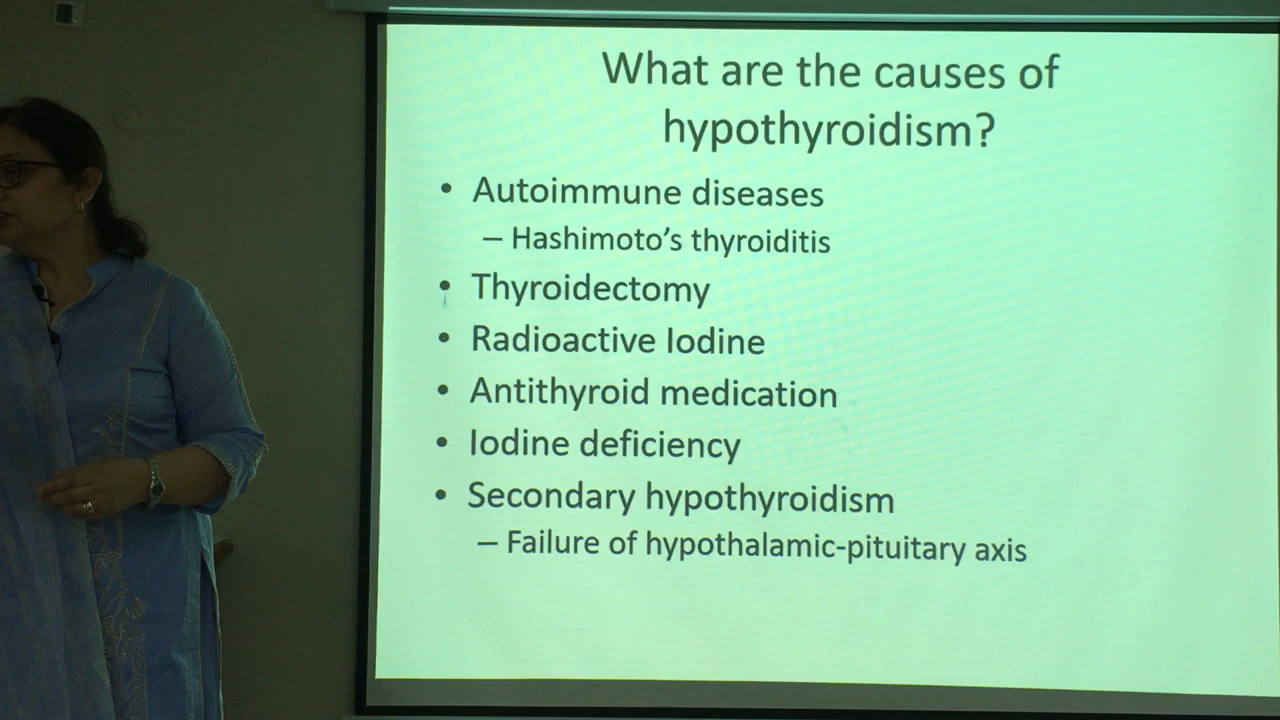 What are the causes of
hypothyroidism?
• Autoimmune diseases
– Hashimoto’s thyroiditis
• Thyroidectomy
• Radioactive Iodine
• Antithyroid medication
• Iodine deficiency
• Secondary hypothyroidism
– Failure of hypothalamic-pituitary axis